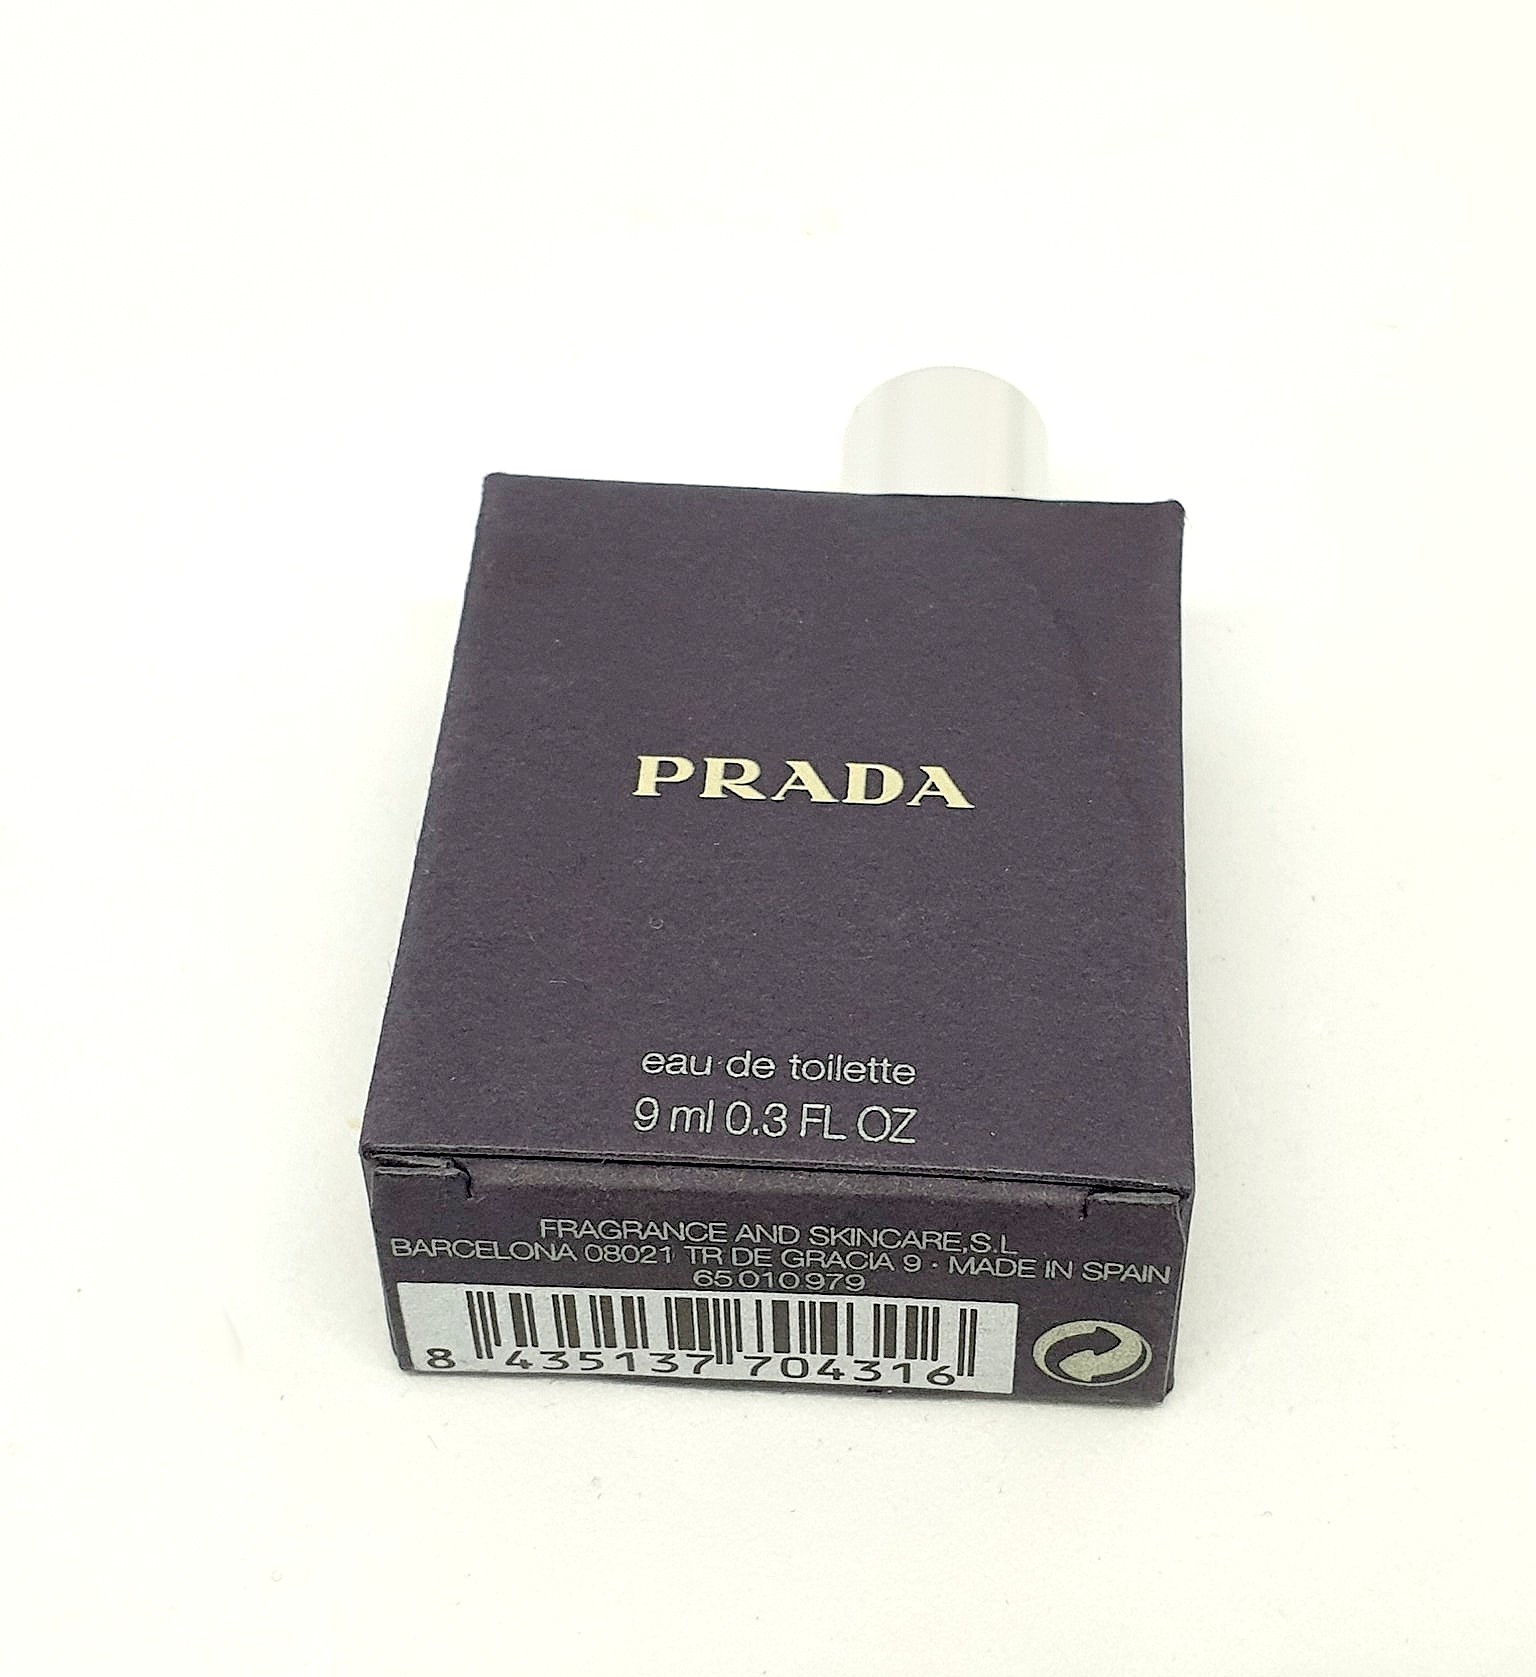 PRADA
eau de toilette
9 ml 0.3 FL OZ
FRAGRANCE AND SKINCARE,S.L
BARCELONA 08021 TR DE GRACIA 9 · MADE IN SPAIN
65010979
8 435137 704316